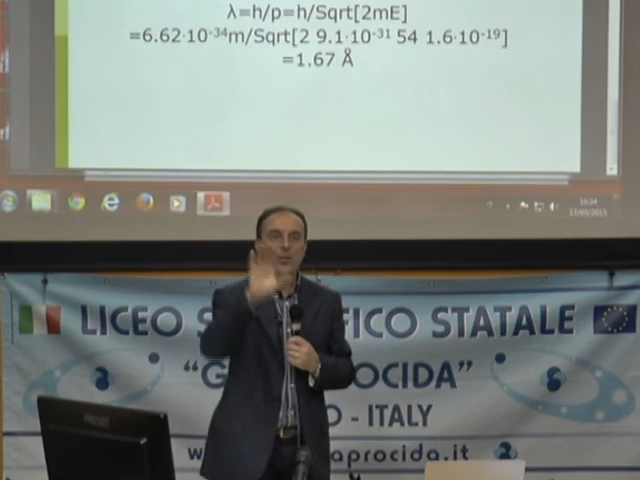 λ=h/p=h/Sqrt[2mE]
=6.62·10⁻³⁴m/Sqrt[2 9.1·10⁻³¹ 54 1.6·10⁻¹⁹]
=1.67 Å
LICEO S FICO STATALE
"G OCIDA"
O - ITALY
w aprocida.it